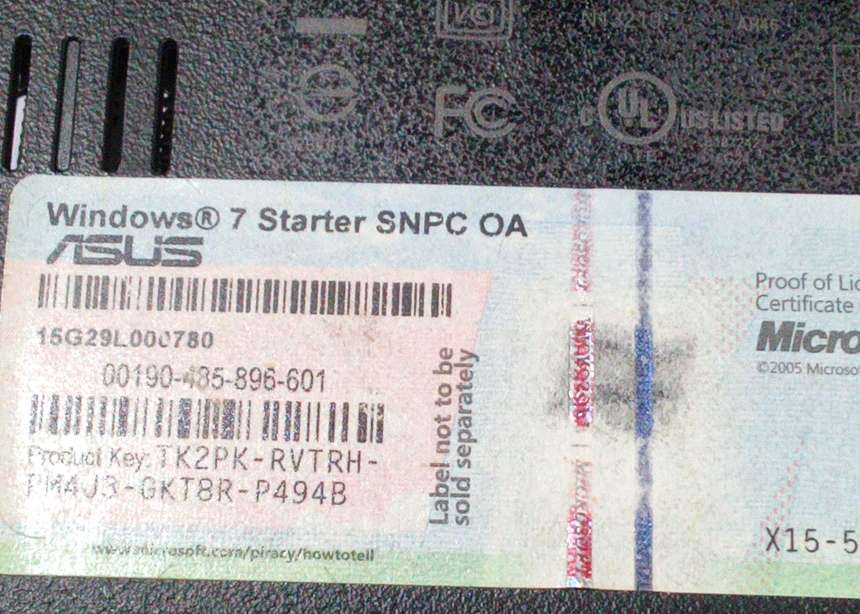 N13219
FC
C UL US LISTED
Windows® 7 Starter SNPC OA
ASUS
15G29L000780
00190-485-896-601
Product Key: TK2PK-RVTRH-
PM4J3-GKT8R-P494B
www.microsoft.com/piracy/howtotell
Label not to be
sold separately
Proof of Lic
Certificate
Micro
©2005 Microso
X15-5